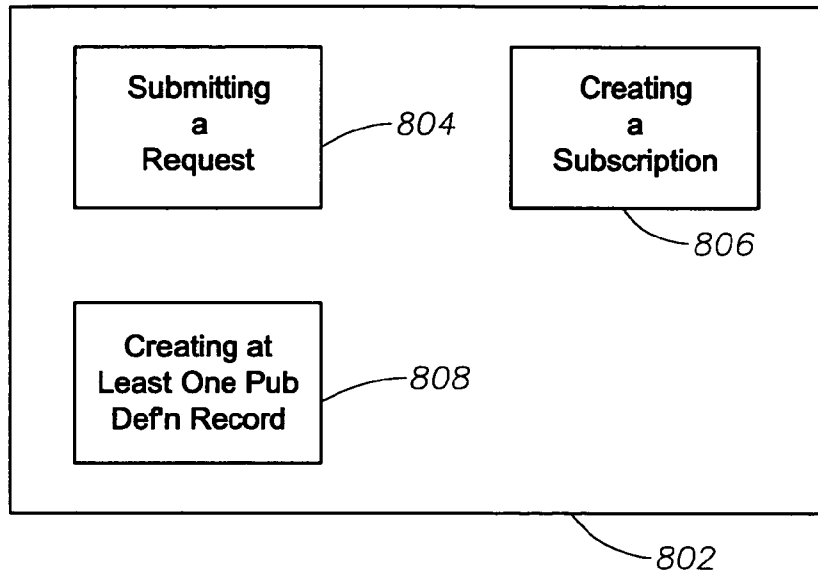 Submitting
a
Request
804
Creating
a
Subscription
806
Creating at
Least One Pub
Def'n Record
808
802